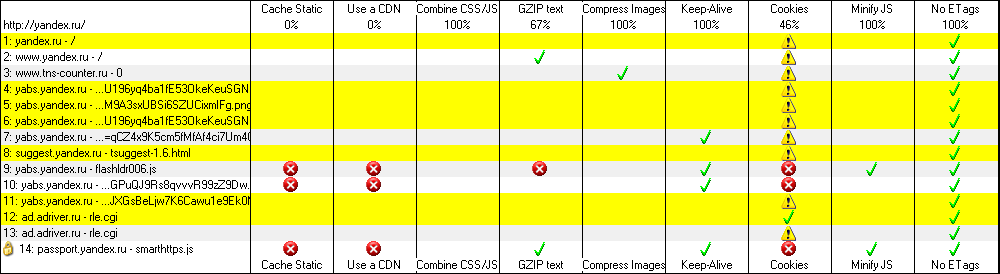 Cache Static Use a CDN Combine CSS/JS GZIP text Compress Images Keep-Alive Cookies Minify JS No ETags
http://yandex.ru/ 0% 0% 100% 67% 100% 100% 46% 100% 100%
1: yandex.ru - /
2: www.yandex.ru - /
3: www.tns-counter.ru - 0
4: yabs.yandex.ru - ...U196yq4ba1fE53OkeKeuSGN
5: yabs.yandex.ru - ...M9A3sxUBSi6SZUCixmIFg.png
6: yabs.yandex.ru - ...U196yq4ba1fE53OkeKeuSGN
7: yabs.yandex.ru - ...=qCZ4x9K5cm5fMfAf4ci7Um4C
8: suggest.yandex.ru - tsuggest-1.6.html
9: yabs.yandex.ru - flashldr006.js
10: yabs.yandex.ru - ...GPuQJ9Rs8qvvvR99zZ9Dw.
11: yabs.yandex.ru - ...JXGsBeLjw7K6Cawu1e9Ek0N
12: ad.adriver.ru - rle.cgi
13: ad.adriver.ru - rle.cgi
14: passport.yandex.ru - smarthttps.js
Cache Static Use a CDN Combine CSS/JS GZIP text Compress Images Keep-Alive Cookies Minify JS No ETags